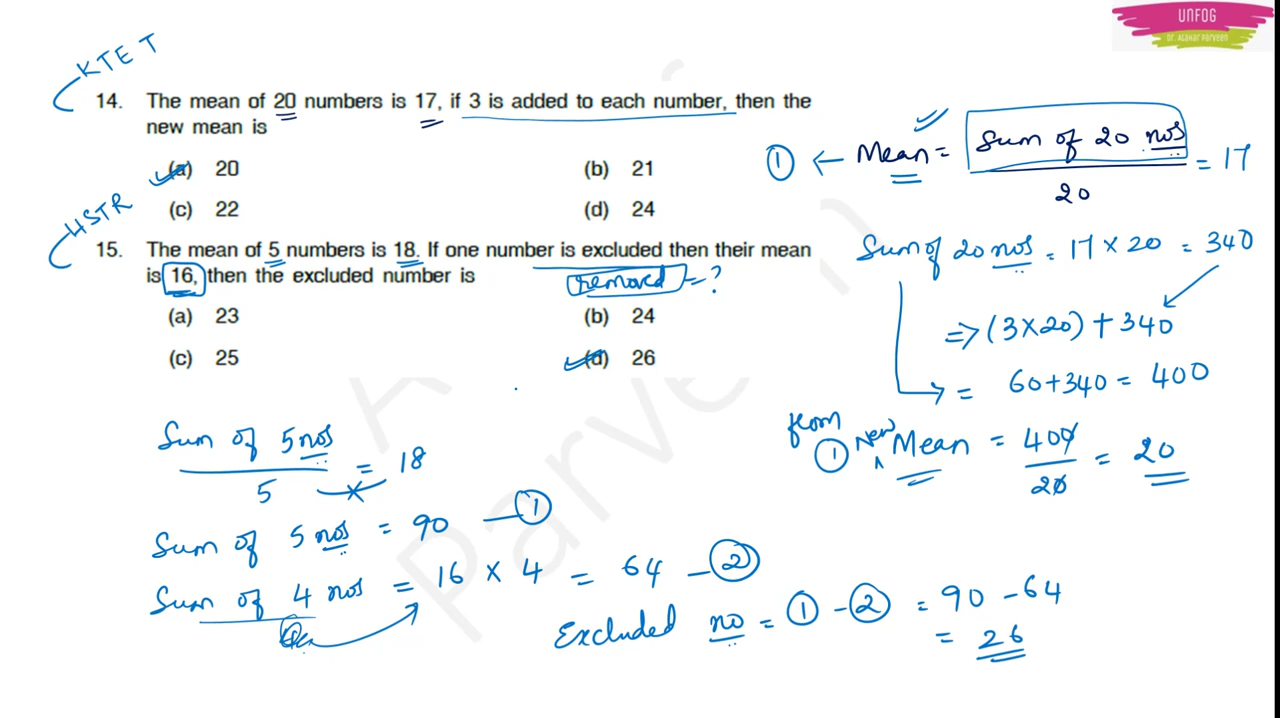 UNFOG
Dr. Azahar Parveen
KTET
14. The mean of 20 numbers is 17, if 3 is added to each number, then the
new mean is
(a) 20 (b) 21
(c) 22 (d) 24
HSTR
15. The mean of 5 numbers is 18. If one number is excluded then their mean
is 16, then the excluded number is
removed = ?
(a) 23 (b) 24
(c) 25 (d) 26
① ← Mean = Sum of 20 nos / 20 = 17
Sum of 20 nos = 17 × 20 = 340
=> (3×20) + 340
= 60+340 = 400
from ① New Mean = 400 / 20 = 20
Sum of 5 nos / 5 = 18
Sum of 5 nos = 90 — ①
Sum of 4 nos = 16 × 4 = 64 — ②
Excluded no = ① - ② = 90 - 64
= 26
Parveen